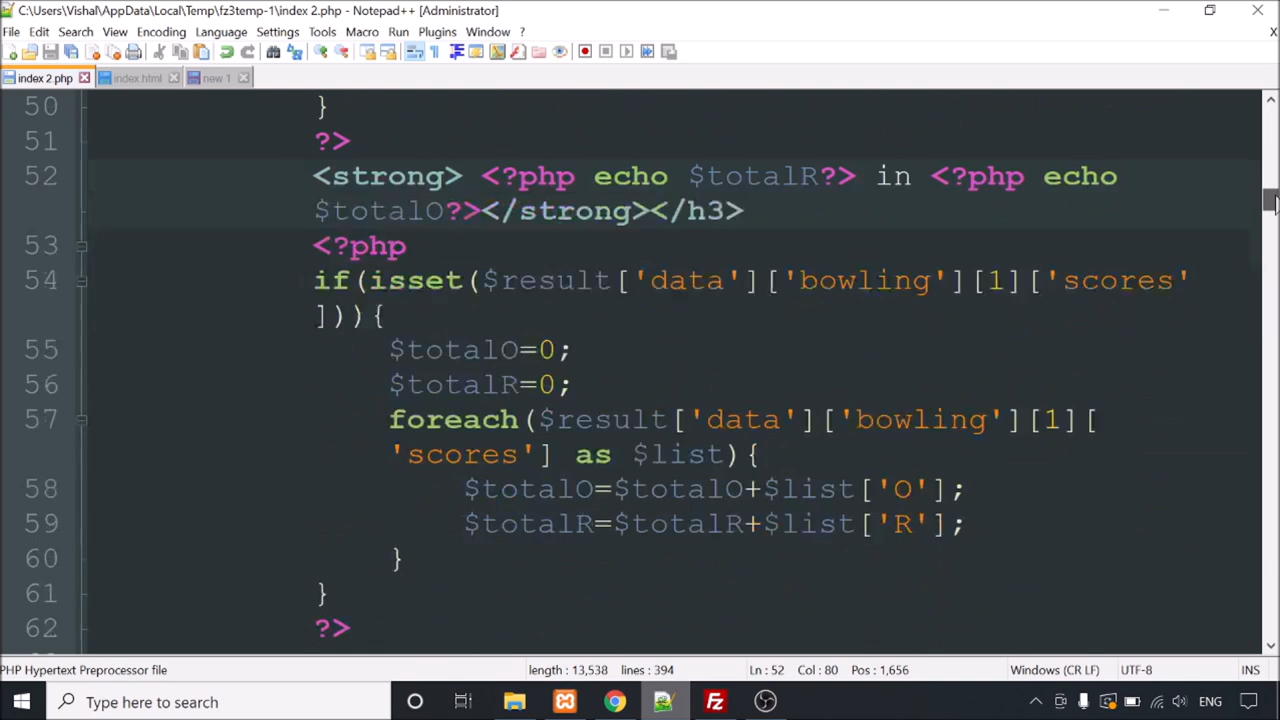 C:\Users\Vishal\AppData\Local\Temp\fz3temp-1\index 2.php - Notepad++ [Administrator]
File Edit Search View Encoding Language Settings Tools Macro Run Plugins Window ? X
index 2.php index.html new 1
50 }
51 ?>
52 <strong> <?php echo $totalR?> in <?php echo
$totalO?></strong></h3>
53 <?php
54 if(isset($result['data']['bowling'][1]['scores'
])){
55 $totalO=0;
56 $totalR=0;
57 foreach($result['data']['bowling'][1][
'scores'] as $list){
58 $totalO=$totalO+$list['O'];
59 $totalR=$totalR+$list['R'];
60 }
61 }
62 ?>
PHP Hypertext Preprocessor file length : 13,538 lines : 394 Ln : 52 Col : 80 Pos : 1,656 Windows (CR LF) UTF-8 INS
Type here to search ENG